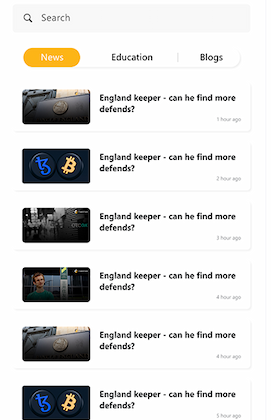 Search
News
Education
Blogs
England keeper - can he find more
defends?
1 hour ago
England keeper - can he find more
defends?
2 hour ago
England keeper - can he find more
defends?
3 hour ago
England keeper - can he find more
defends?
4 hour ago
England keeper - can he find more
defends?
4 hour ago
England keeper - can he find more
defends?
5 hour ago